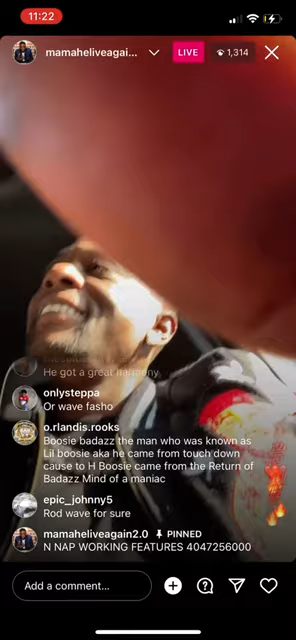 11:22
mamaheliveagai...
LIVE
1,314
He got a great
onlysteppa
Or wave fasho
o.rlandis.rooks
Boosie badazz the man who was known as
Lil boosie aka he came from touch down
cause to H Boosie came from the Return of
Badazz Mind of a maniac
epic_johnny5
Rod wave for sure
mamaheliveagain2.0 PINNED
N NAP WORKING FEATURES 4047256000
Add a comment...